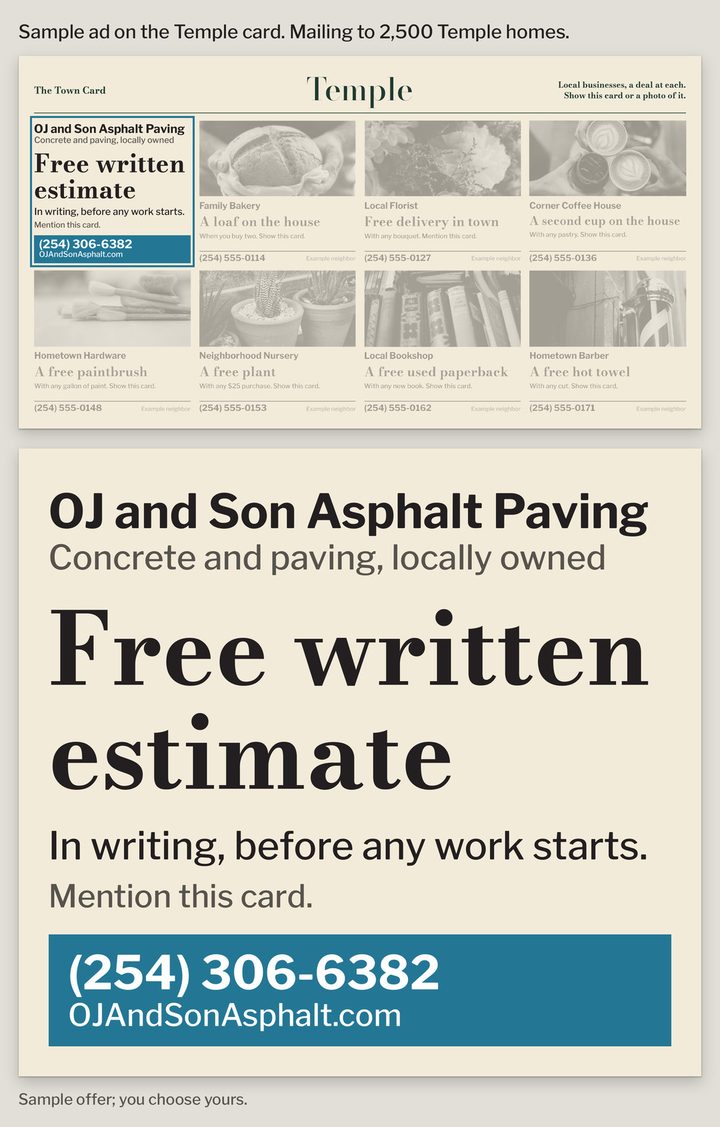 Sample ad on the Temple card. Mailing to 2,500 Temple homes.
The Town Card
Temple
Local businesses, a deal at each.
Show this card or a photo of it.
OJ and Son Asphalt Paving
Concrete and paving, locally owned
Free written
estimate
In writing, before any work starts.
Mention this card.
(254) 306-6382
OJAndSonAsphalt.com
Family Bakery
A loaf on the house
When you buy two. Show this card.
(254) 555-0114
Example neighbor
Local Florist
Free delivery in town
With any bouquet. Mention this card.
(254) 555-0127
Example neighbor
Corner Coffee House
A second cup on the house
With any pastry. Show this card.
(254) 555-0136
Example neighbor
Hometown Hardware
A free paintbrush
With any gallon of paint. Show this card.
(254) 555-0148
Example neighbor
Neighborhood Nursery
A free plant
With any $25 purchase. Show this card.
(254) 555-0153
Example neighbor
Local Bookshop
A free used paperback
With any new book. Show this card.
(254) 555-0162
Example neighbor
Hometown Barber
A free hot towel
With any cut. Show this card.
(254) 555-0171
Example neighbor
OJ and Son Asphalt Paving
Concrete and paving, locally owned
Free written
estimate
In writing, before any work starts.
Mention this card.
(254) 306-6382
OJAndSonAsphalt.com
Sample offer; you choose yours.